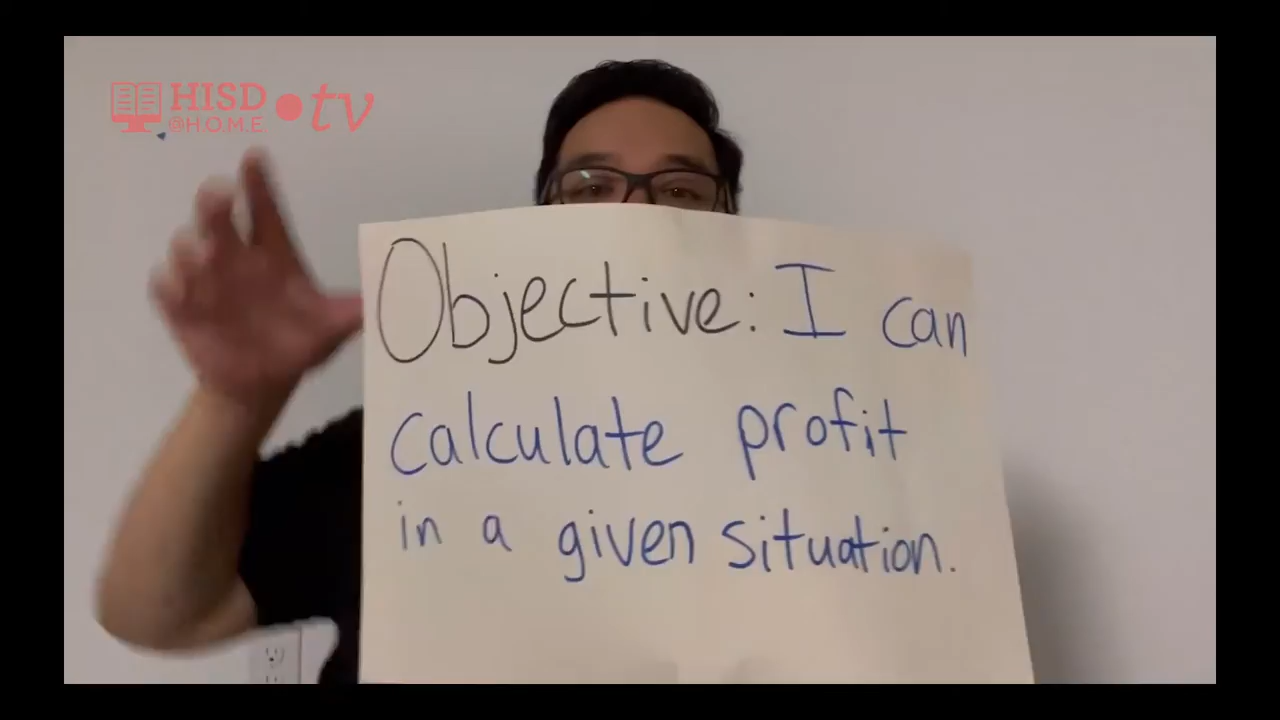 HISD
@H.O.M.E.
tv
Objective: I can
calculate profit
in a given situation.